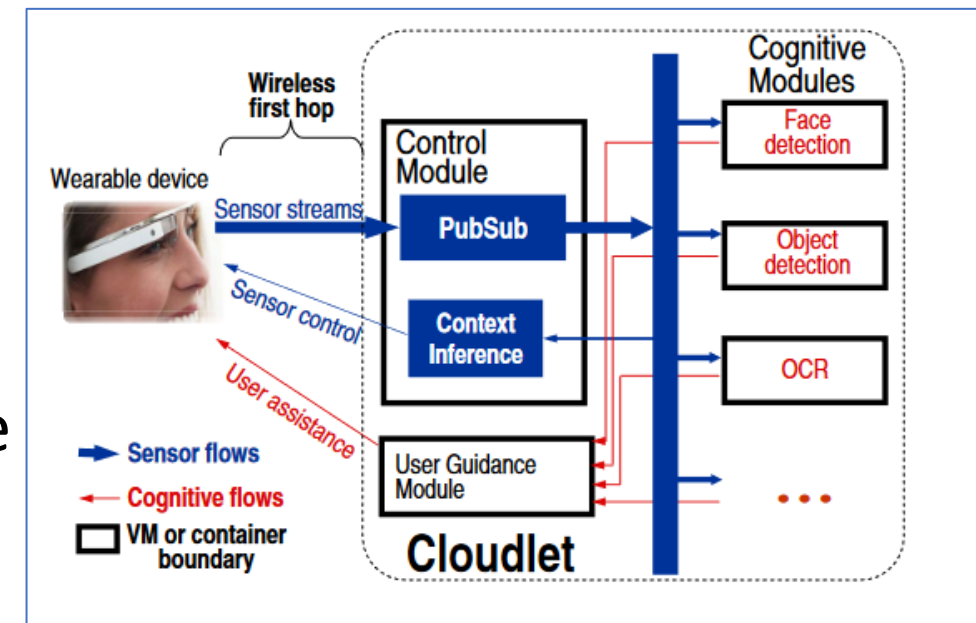 Cognitive
Modules
Wireless
first hop
Face
detection
Control
Module
Wearable device
Sensor streams
PubSub
Object
detection
Sensor control
Context
Inference
OCR
User assistance
e
Sensor flows
User Guidance
Module
Cognitive flows
...
VM or container
boundary
Cloudlet